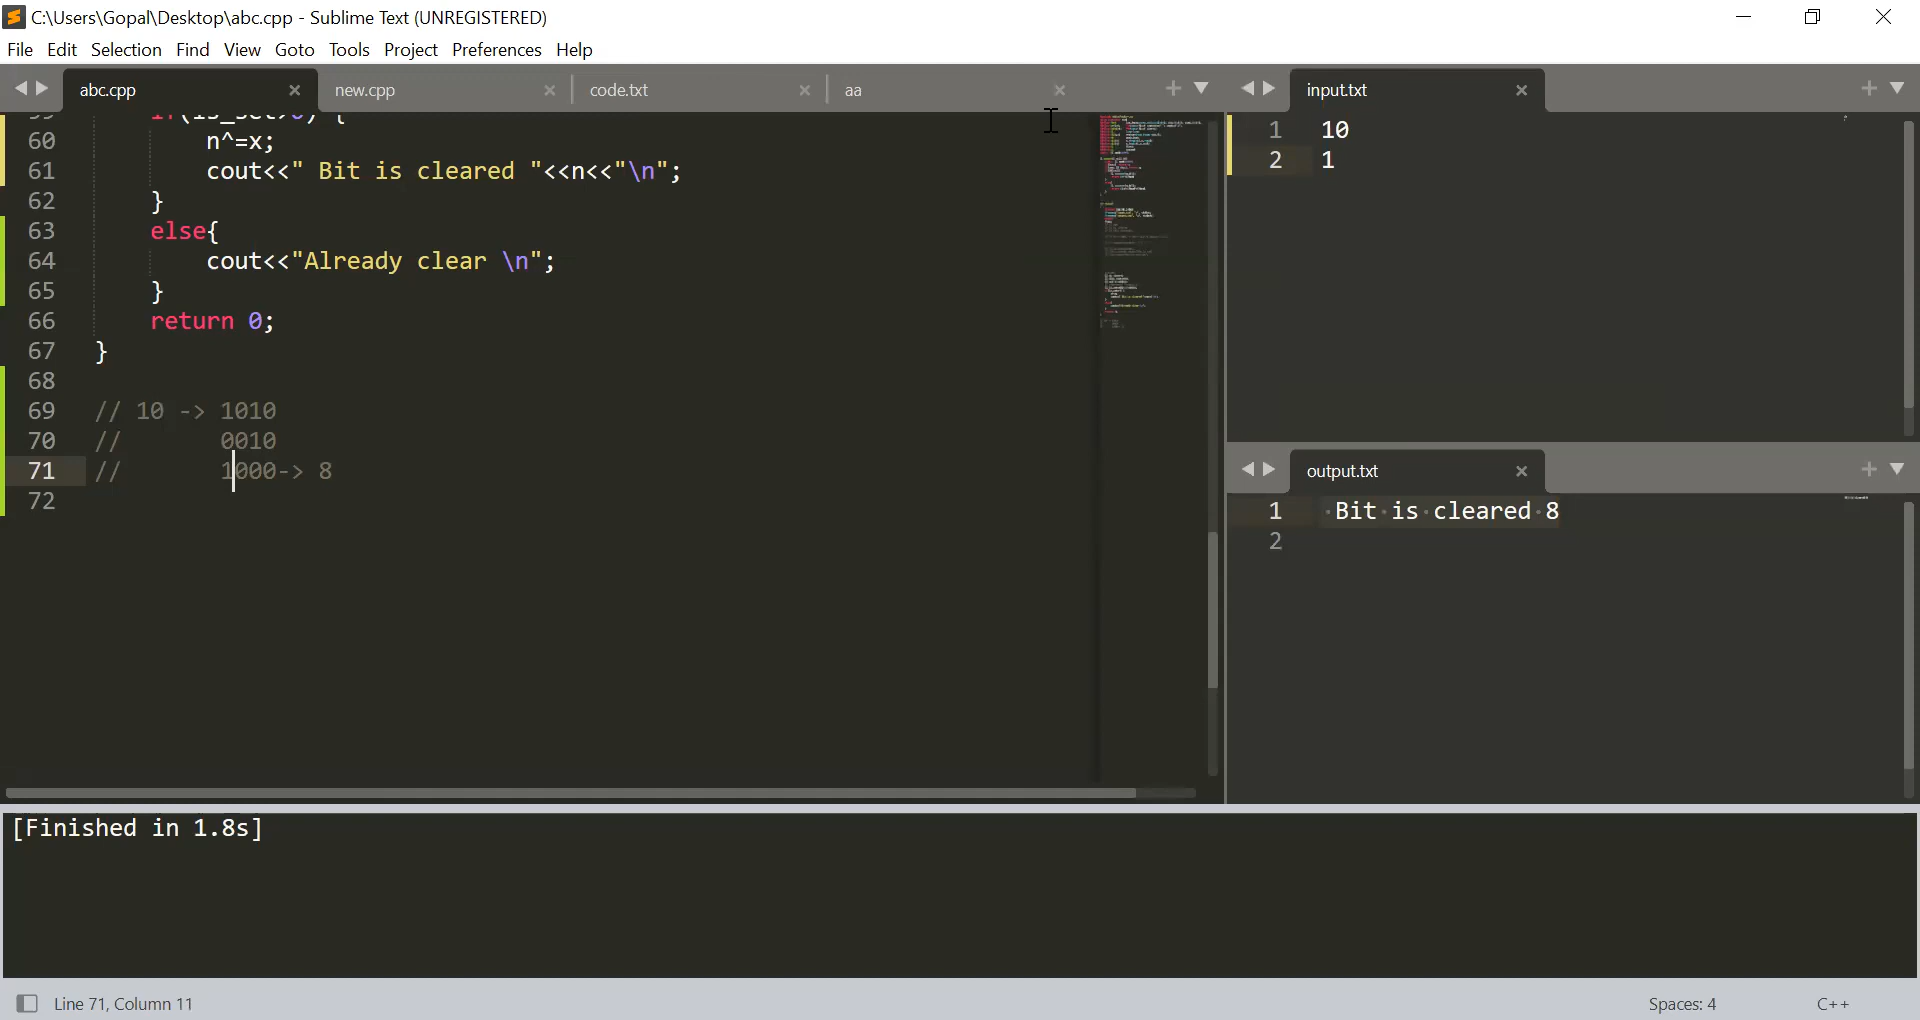 C:\Users\Gopal\Desktop\abc.cpp - Sublime Text (UNREGISTERED)
File Edit Selection Find View Goto Tools Project Preferences Help
abc.cpp new.cpp code.txt aa
60 n^=x;
61 cout<<" Bit is cleared "<<n<<"\n";
62 }
63 else{
64 cout<<"Already clear \n";
65 }
66 return 0;
67 }
68
69 // 10 -> 1010
70 // 0010
71 // 1000-> 8
72
input.txt
1 10
2 1
output.txt
1 Bit is cleared 8
2
[Finished in 1.8s]
Line 71, Column 11
Spaces: 4
C++